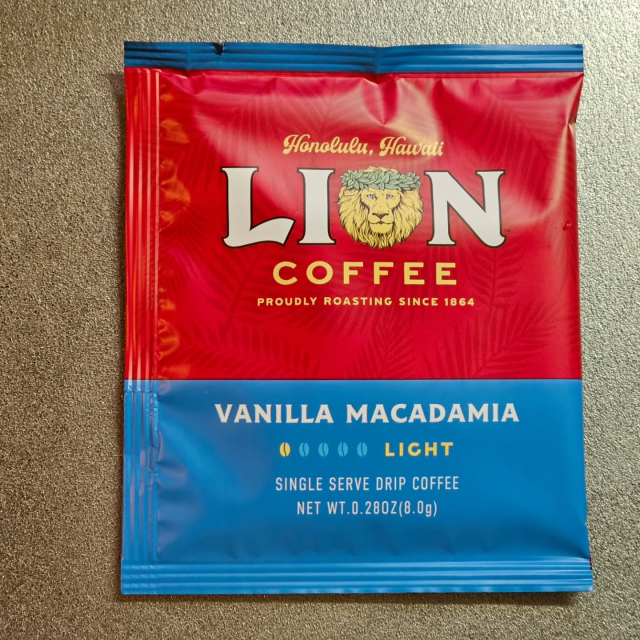 Honolulu, Hawaii
LION
COFFEE
PROUDLY ROASTING SINCE 1864
VANILLA MACADAMIA
LIGHT
SINGLE SERVE DRIP COFFEE
NET WT.0.28OZ(8.0g)